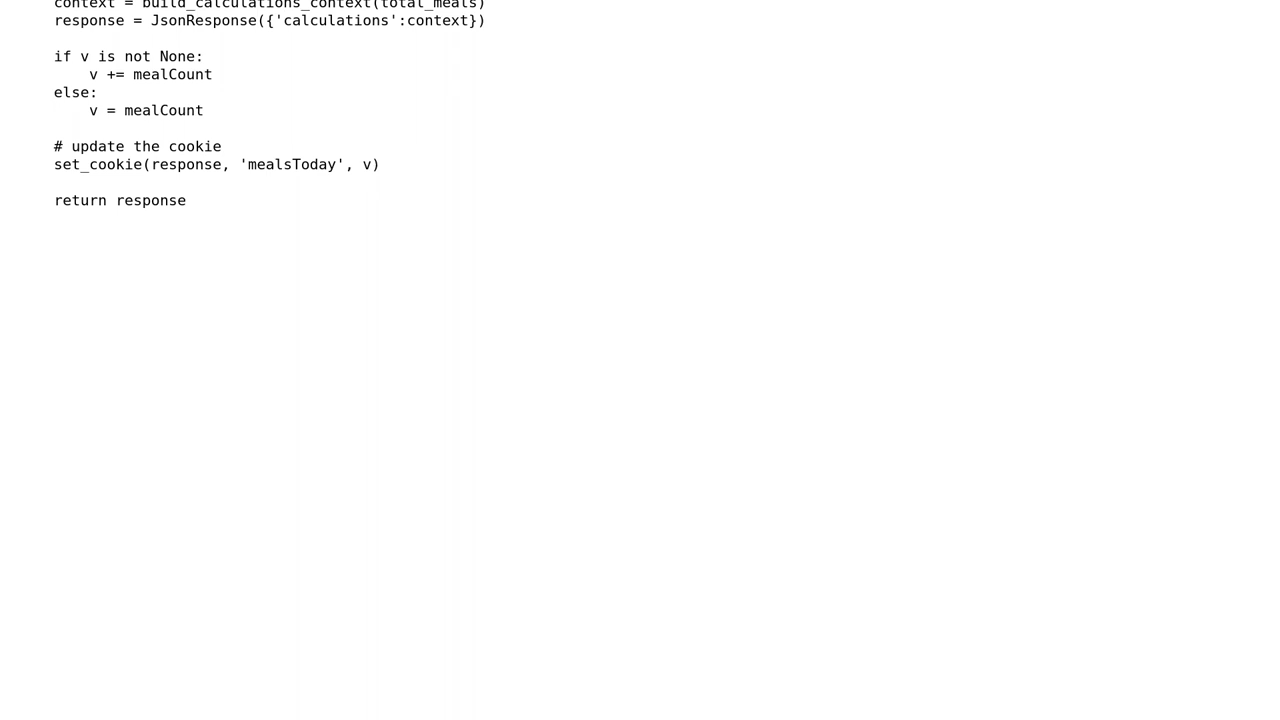 context = build_calculations_context(total_meals)
response = JsonResponse({'calculations':context})
if v is not None:
v += mealCount
else:
v = mealCount
# update the cookie
set_cookie(response, 'mealsToday', v)
return response